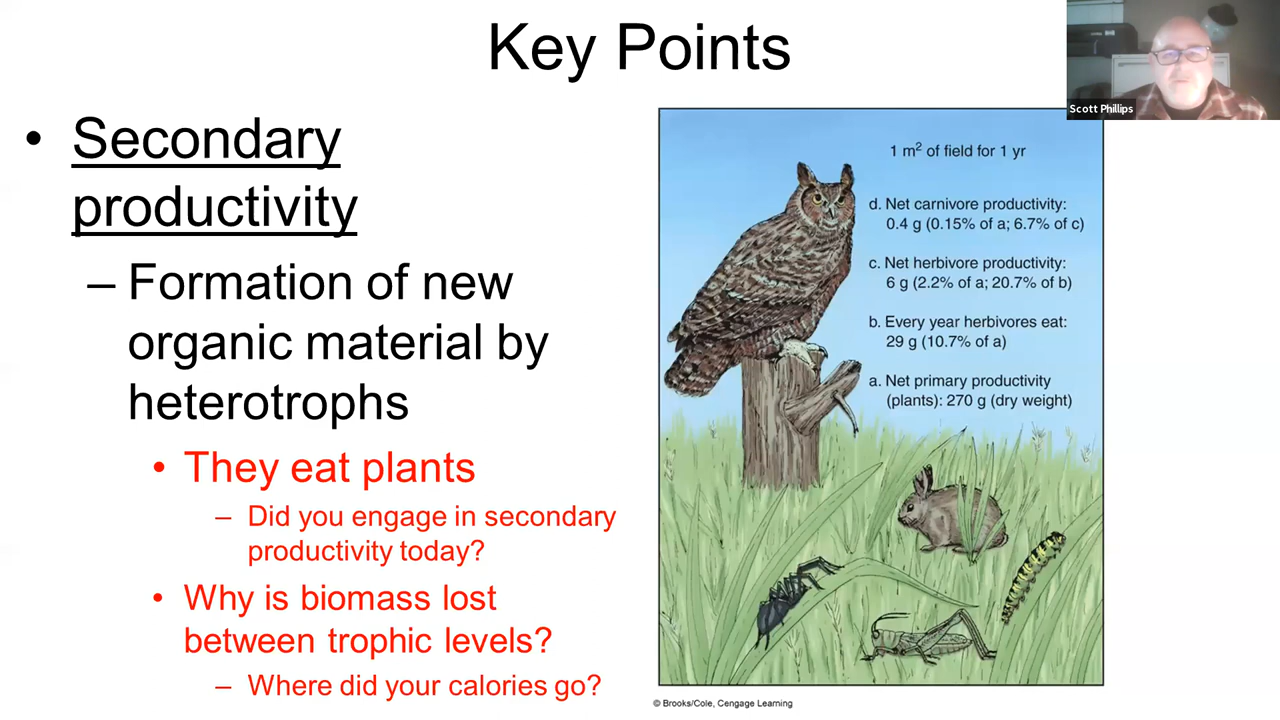 Key Points
• Secondary
productivity
– Formation of new
organic material by
heterotrophs
• They eat plants
– Did you engage in secondary
productivity today?
• Why is biomass lost
between trophic levels?
– Where did your calories go?
1 m² of field for 1 yr
d. Net carnivore productivity:
0.4 g (0.15% of a; 6.7% of c)
c. Net herbivore productivity:
6 g (2.2% of a; 20.7% of b)
b. Every year herbivores eat:
29 g (10.7% of a)
a. Net primary productivity
(plants): 270 g (dry weight)
© Brooks/Cole, Cengage Learning
Scott Phillips